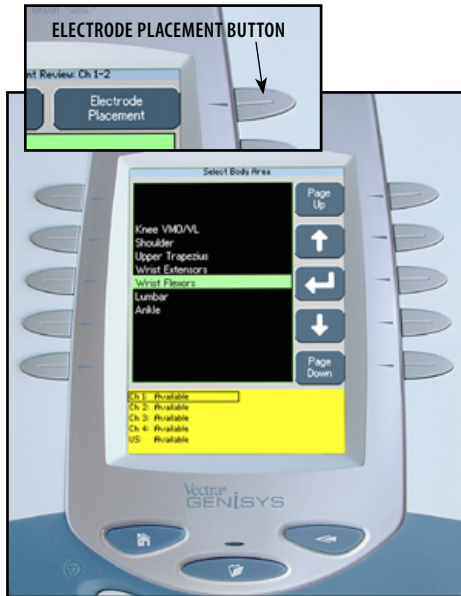 ELECTRODE PLACEMENT BUTTON
nt Review: Ch 1-2
Electrode
Placement
Select Body Area
Page
Up
Knee VMO/VL
Shoulder
Upper Trapezius
Wrist Extensors
Wrist Flexors
Lumbar
Ankle
Page
Down
Ch 1: Available
Ch 2: Available
Ch 3: Available
Ch 4: Available
US: Available
Vectra®
GENiSYS